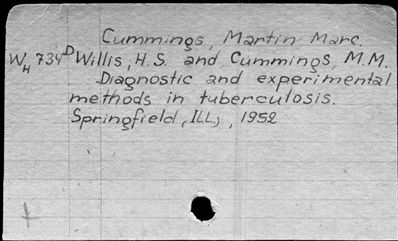 Cummings, Martin Marc.
WH 734 D Willis, H.S. and Cummings, M.M.
Diagnostic and experimental
methods in tuberculosis.
Springfield, Ill., 1952